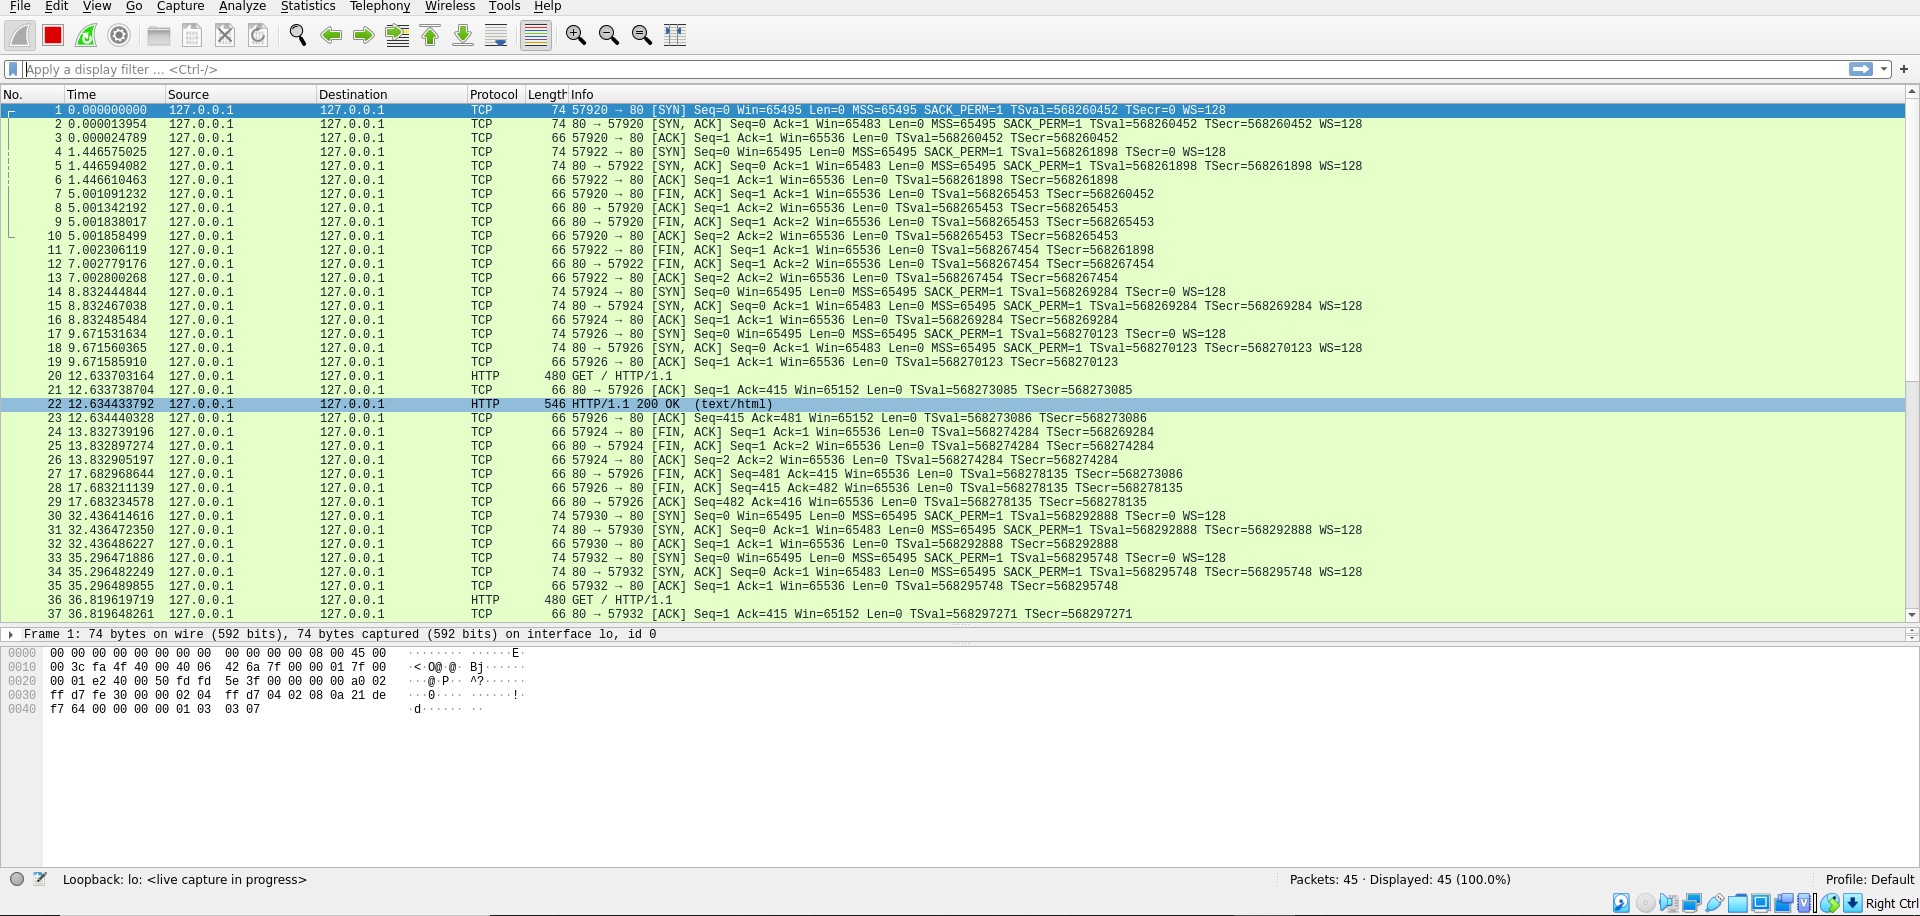 File Edit View Go Capture Analyze Statistics Telephony Wireless Tools Help
Apply a display filter ... <Ctrl-/>
No. Time Source Destination Protocol Length Info
1 0.000000000 127.0.0.1 127.0.0.1 TCP 74 57920 → 80 [SYN] Seq=0 Win=65495 Len=0 MSS=65495 SACK_PERM=1 TSval=568260452 TSecr=0 WS=128
2 0.000013954 127.0.0.1 127.0.0.1 TCP 74 80 → 57920 [SYN, ACK] Seq=0 Ack=1 Win=65483 Len=0 MSS=65495 SACK_PERM=1 TSval=568260452 TSecr=568260452 WS=128
3 0.000024789 127.0.0.1 127.0.0.1 TCP 66 57920 → 80 [ACK] Seq=1 Ack=1 Win=65536 Len=0 TSval=568260452 TSecr=568260452
4 1.446575025 127.0.0.1 127.0.0.1 TCP 74 57922 → 80 [SYN] Seq=0 Win=65495 Len=0 MSS=65495 SACK_PERM=1 TSval=568261898 TSecr=0 WS=128
5 1.446594082 127.0.0.1 127.0.0.1 TCP 74 80 → 57922 [SYN, ACK] Seq=0 Ack=1 Win=65483 Len=0 MSS=65495 SACK_PERM=1 TSval=568261898 TSecr=568261898 WS=128
6 1.446610463 127.0.0.1 127.0.0.1 TCP 66 57922 → 80 [ACK] Seq=1 Ack=1 Win=65536 Len=0 TSval=568261898 TSecr=568261898
7 5.001091232 127.0.0.1 127.0.0.1 TCP 66 57920 → 80 [FIN, ACK] Seq=1 Ack=1 Win=65536 Len=0 TSval=568265453 TSecr=568260452
8 5.001342192 127.0.0.1 127.0.0.1 TCP 66 80 → 57920 [ACK] Seq=1 Ack=2 Win=65536 Len=0 TSval=568265453 TSecr=568265453
9 5.001838017 127.0.0.1 127.0.0.1 TCP 66 80 → 57920 [FIN, ACK] Seq=1 Ack=2 Win=65536 Len=0 TSval=568265453 TSecr=568265453
10 5.001858499 127.0.0.1 127.0.0.1 TCP 66 57920 → 80 [ACK] Seq=2 Ack=2 Win=65536 Len=0 TSval=568265453 TSecr=568265453
11 7.002306119 127.0.0.1 127.0.0.1 TCP 66 57922 → 80 [FIN, ACK] Seq=1 Ack=1 Win=65536 Len=0 TSval=568267454 TSecr=568261898
12 7.002779176 127.0.0.1 127.0.0.1 TCP 66 80 → 57922 [FIN, ACK] Seq=1 Ack=2 Win=65536 Len=0 TSval=568267454 TSecr=568267454
13 7.002800268 127.0.0.1 127.0.0.1 TCP 66 57922 → 80 [ACK] Seq=2 Ack=2 Win=65536 Len=0 TSval=568267454 TSecr=568267454
14 8.832444844 127.0.0.1 127.0.0.1 TCP 74 57924 → 80 [SYN] Seq=0 Win=65495 Len=0 MSS=65495 SACK_PERM=1 TSval=568269284 TSecr=0 WS=128
15 8.832467038 127.0.0.1 127.0.0.1 TCP 74 80 → 57924 [SYN, ACK] Seq=0 Ack=1 Win=65483 Len=0 MSS=65495 SACK_PERM=1 TSval=568269284 TSecr=568269284 WS=128
16 8.832485484 127.0.0.1 127.0.0.1 TCP 66 57924 → 80 [ACK] Seq=1 Ack=1 Win=65536 Len=0 TSval=568269284 TSecr=568269284
17 9.671531634 127.0.0.1 127.0.0.1 TCP 74 57926 → 80 [SYN] Seq=0 Win=65495 Len=0 MSS=65495 SACK_PERM=1 TSval=568270123 TSecr=0 WS=128
18 9.671560365 127.0.0.1 127.0.0.1 TCP 74 80 → 57926 [SYN, ACK] Seq=0 Ack=1 Win=65483 Len=0 MSS=65495 SACK_PERM=1 TSval=568270123 TSecr=568270123 WS=128
19 9.671585910 127.0.0.1 127.0.0.1 TCP 66 57926 → 80 [ACK] Seq=1 Ack=1 Win=65536 Len=0 TSval=568270123 TSecr=568270123
20 12.633703164 127.0.0.1 127.0.0.1 HTTP 480 GET / HTTP/1.1
21 12.633738704 127.0.0.1 127.0.0.1 TCP 66 80 → 57926 [ACK] Seq=1 Ack=415 Win=65152 Len=0 TSval=568273085 TSecr=568273085
22 12.634433792 127.0.0.1 127.0.0.1 HTTP 546 HTTP/1.1 200 OK (text/html)
23 12.634440328 127.0.0.1 127.0.0.1 TCP 66 57926 → 80 [ACK] Seq=415 Ack=481 Win=65152 Len=0 TSval=568273086 TSecr=568273086
24 13.832739196 127.0.0.1 127.0.0.1 TCP 66 57924 → 80 [FIN, ACK] Seq=1 Ack=1 Win=65536 Len=0 TSval=568274284 TSecr=568269284
25 13.832897274 127.0.0.1 127.0.0.1 TCP 66 80 → 57924 [FIN, ACK] Seq=1 Ack=2 Win=65536 Len=0 TSval=568274284 TSecr=568274284
26 13.832905197 127.0.0.1 127.0.0.1 TCP 66 57924 → 80 [ACK] Seq=2 Ack=2 Win=65536 Len=0 TSval=568274284 TSecr=568274284
27 17.682968644 127.0.0.1 127.0.0.1 TCP 66 80 → 57926 [FIN, ACK] Seq=481 Ack=415 Win=65536 Len=0 TSval=568278135 TSecr=568273086
28 17.683211139 127.0.0.1 127.0.0.1 TCP 66 57926 → 80 [FIN, ACK] Seq=415 Ack=482 Win=65536 Len=0 TSval=568278135 TSecr=568278135
29 17.683234578 127.0.0.1 127.0.0.1 TCP 66 80 → 57926 [ACK] Seq=482 Ack=416 Win=65536 Len=0 TSval=568278135 TSecr=568278135
30 32.436414616 127.0.0.1 127.0.0.1 TCP 74 57930 → 80 [SYN] Seq=0 Win=65495 Len=0 MSS=65495 SACK_PERM=1 TSval=568292888 TSecr=0 WS=128
31 32.436472350 127.0.0.1 127.0.0.1 TCP 74 80 → 57930 [SYN, ACK] Seq=0 Ack=1 Win=65483 Len=0 MSS=65495 SACK_PERM=1 TSval=568292888 TSecr=568292888 WS=128
32 32.436486227 127.0.0.1 127.0.0.1 TCP 66 57930 → 80 [ACK] Seq=1 Ack=1 Win=65536 Len=0 TSval=568292888 TSecr=568292888
33 35.296471886 127.0.0.1 127.0.0.1 TCP 74 57932 → 80 [SYN] Seq=0 Win=65495 Len=0 MSS=65495 SACK_PERM=1 TSval=568295748 TSecr=0 WS=128
34 35.296482249 127.0.0.1 127.0.0.1 TCP 74 80 → 57932 [SYN, ACK] Seq=0 Ack=1 Win=65483 Len=0 MSS=65495 SACK_PERM=1 TSval=568295748 TSecr=568295748 WS=128
35 35.296489855 127.0.0.1 127.0.0.1 TCP 66 57932 → 80 [ACK] Seq=1 Ack=1 Win=65536 Len=0 TSval=568295748 TSecr=568295748
36 36.819619719 127.0.0.1 127.0.0.1 HTTP 480 GET / HTTP/1.1
37 36.819648261 127.0.0.1 127.0.0.1 TCP 66 80 → 57932 [ACK] Seq=1 Ack=415 Win=65152 Len=0 TSval=568297271 TSecr=568297271
Frame 1: 74 bytes on wire (592 bits), 74 bytes captured (592 bits) on interface lo, id 0
0000 00 00 00 00 00 00 00 00 00 00 00 00 08 00 45 00 ········ ······E·
0010 00 3c fa 4f 40 00 40 06 42 6a 7f 00 00 01 7f 00 ·<·O@·@· Bj······
0020 00 01 e2 40 00 50 fd fd 5e 3f 00 00 00 00 a0 02 ···@·P·· ^?······
0030 ff d7 fe 30 00 00 02 04 ff d7 04 02 08 0a 21 de ···0···· ······!·
0040 f7 64 00 00 00 00 01 03 03 07 ·d······ ··
Loopback: lo: <live capture in progress> Packets: 45 · Displayed: 45 (100.0%) Profile: Default
Right Ctrl